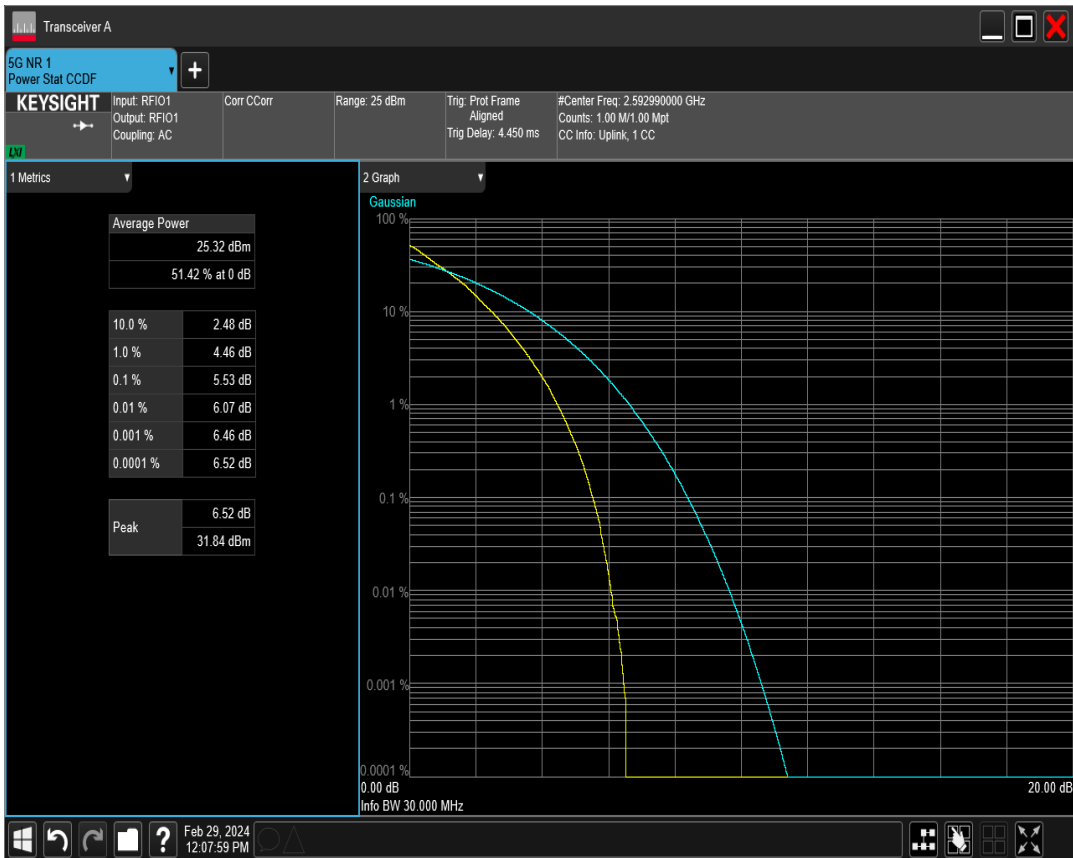 Transceiver A
5G NR 1
Power Stat CCDF
+
KEYSIGHT
LXI
Input: RFIO1
Output: RFIO1
Coupling: AC
Corr CCorr
Range: 25 dBm
Trig: Prot Frame
Aligned
Trig Delay: 4.450 ms
#Center Freq: 2.592990000 GHz
Counts: 1.00 M/1.00 Mpt
CC Info: Uplink, 1 CC
1 Metrics
Average Power
25.32 dBm
51.42 % at 0 dB
10.0 % 2.48 dB
1.0 % 4.46 dB
0.1 % 5.53 dB
0.01 % 6.07 dB
0.001 % 6.46 dB
0.0001 % 6.52 dB
Peak
6.52 dB
31.84 dBm
2 Graph
Gaussian
100 %
10 %
1 %
0.1 %
0.01 %
0.001 %
0.0001 %
0.00 dB 20.00 dB
Info BW 30.000 MHz
?
Feb 29, 2024
12:07:59 PM